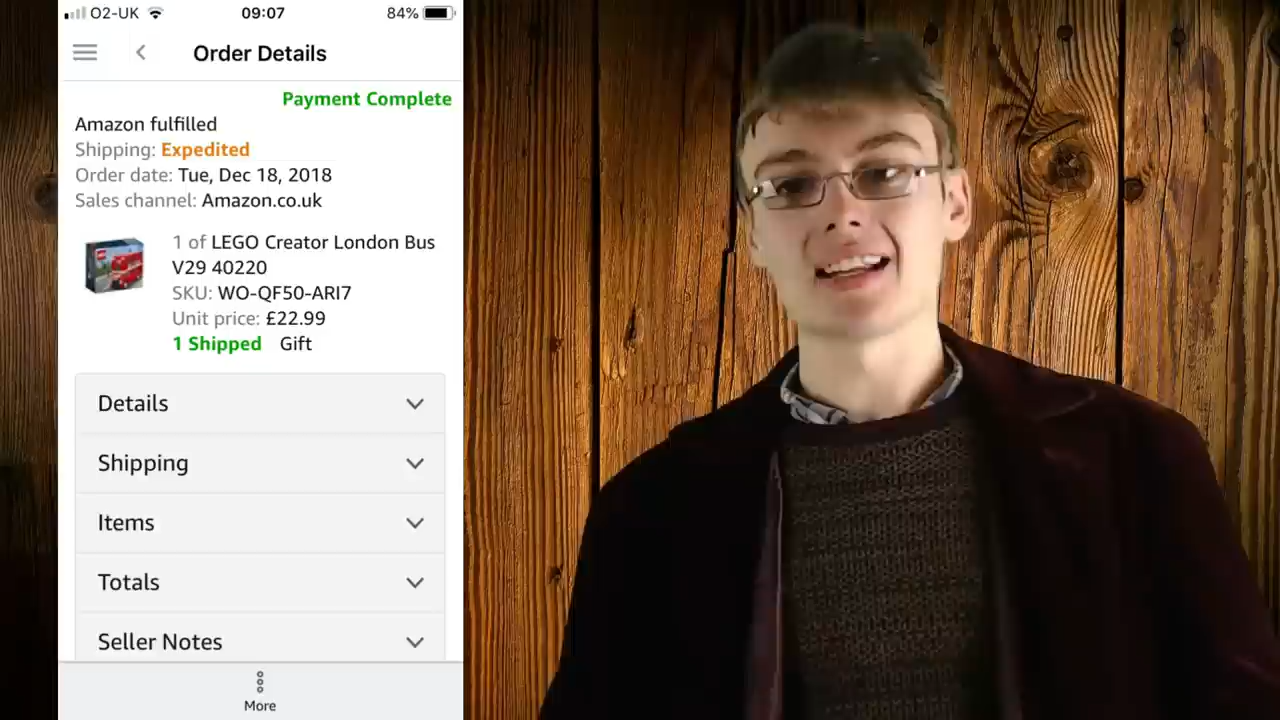 O2-UK 09:07 84%
Order Details
Payment Complete
Amazon fulfilled
Shipping: Expedited
Order date: Tue, Dec 18, 2018
Sales channel: Amazon.co.uk
1 of LEGO Creator London Bus
V29 40220
SKU: WO-QF50-ARI7
Unit price: £22.99
1 Shipped Gift
Details
Shipping
Items
Totals
Seller Notes
More